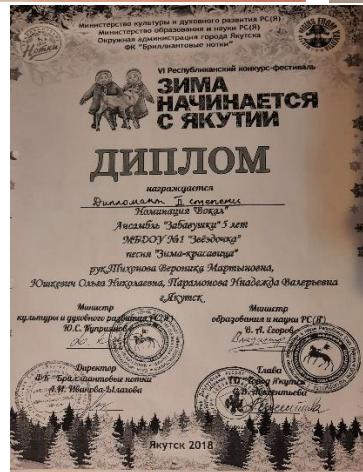 Министерство культуры и духовного развития РС(Я)
Министерство образования и науки РС(Я)
Окружная администрация города Якутска
ФК "Бриллиантовые нотки"
VI Республиканский конкурс-фестиваль
ЗИМА
НАЧИНАЕТСЯ
С ЯКУТИИ
ДИПЛОМ
награждается
Дипломант II степени
Номинация "Вокал"
Ансамбль "Забавушки" 5 лет
МБДОУ №1 "Звёздочка"
песня "Зима-красавица"
рук.Тихонова Вероника Мартыновна,
Юшкевич Ольга Николаевна, Парамонова Надежда Валерьевна
г.Якутск
Министр
культуры и духовного развития РС(Я)
Ю.С. Куприянов
Министр
образования и науки РС(Я)
В. А. Егоров
Директор
ФК "Бриллиантовые нотки"
А.Н. Иванова-Ылахова
Глава
ГО "Город Якутск"
Якутск 2018